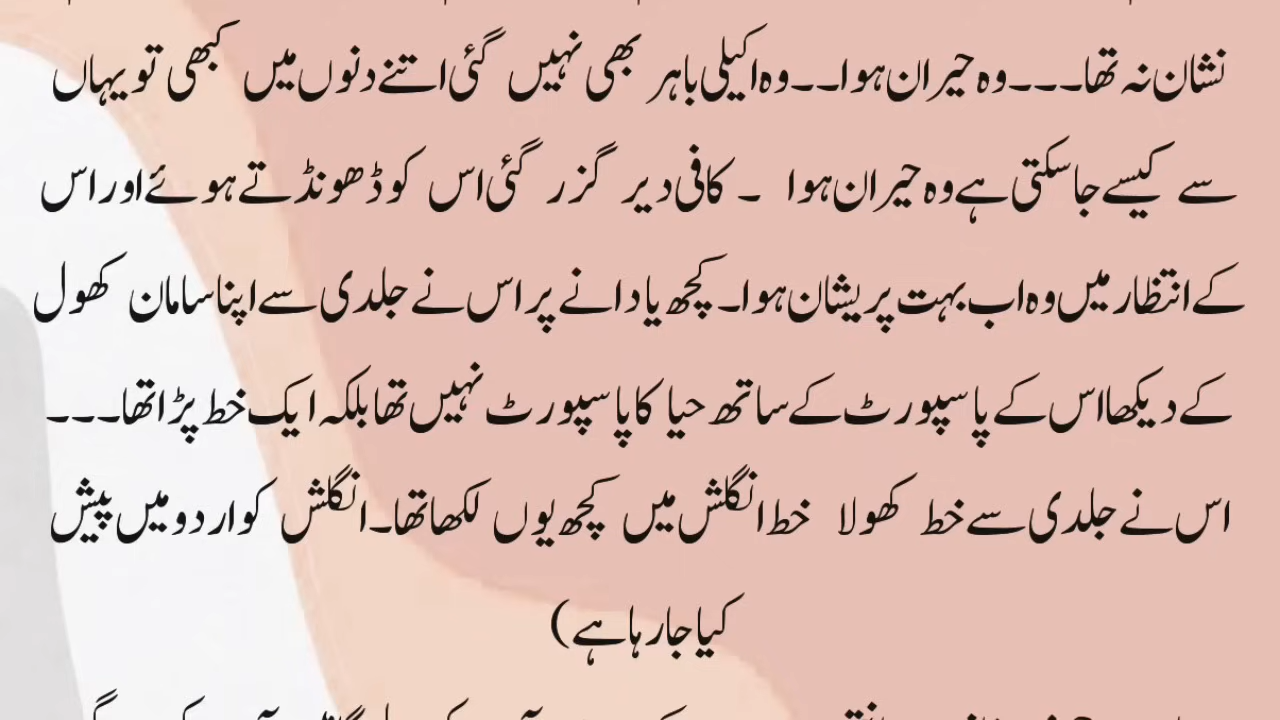 نشان نہ تھا۔۔۔وہ حیران ہوا۔۔وہ اکیلی باہر بھی نہیں گئی اتنے دنوں میں کبھی تو یہاں
سے کیسے جاسکتی ہے وہ حیران ہوا ۔ کافی دیر گزر گئی اس کو ڈھونڈتے ہوئے اور اس
کے انتظار میں وہ اب بہت پریشان ہوا۔ کچھ یاد انے پر اس نے جلدی سے اپنا سامان کھول
کے دیکھا اس کے پاسپورٹ کے ساتھ حیا کا پاسپورٹ نہیں تھا بلکہ ایک خط پڑا تھا۔۔۔
اس نے جلدی سے خط کھولا خط انگلش میں کچھ یوں لکھا تھا۔انگلش کو اردو میں پیش
کیا جا رہا ہے)